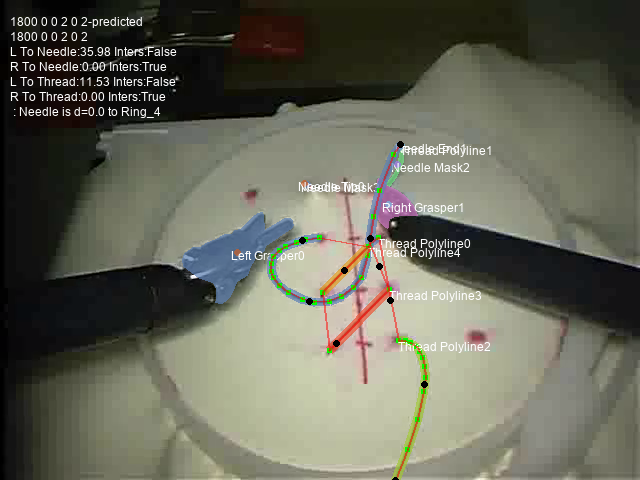 1800 0 0 2 0 2-predicted
1800 0 0 2 0 2
L To Needle:35.98 Inters:False
R To Needle:0.00 Inters:True
L To Thread:11.53 Inters:False
R To Thread:0.00 Inters:True
: Needle is d=0.0 to Ring_4
Needle End1
Thread Polyline1
Needle Mask2
Right Grasper1
Thread Polyline0
Thread Polyline4
Left Grasper0
Thread Polyline3
Thread Polyline2